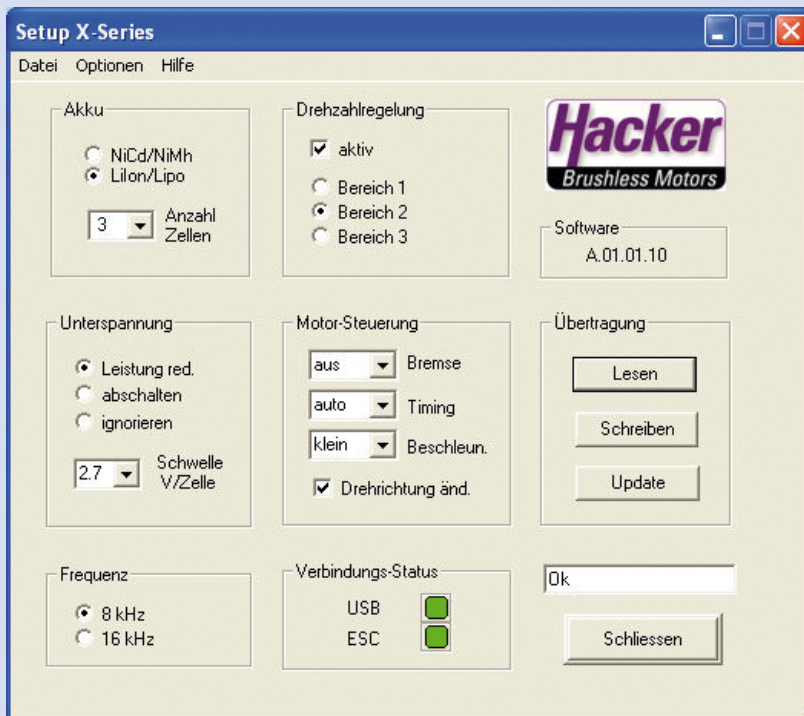 Setup X-Series
Datei Optionen Hilfe
Akku
NiCd/NiMh
LiIon/Lipo
3 Anzahl
Zellen
Drehzahlregelung
aktiv
Bereich 1
Bereich 2
Bereich 3
Hacker
Brushless Motors
Software
A.01.01.10
Unterspannung
Leistung red.
abschalten
ignorieren
2.7 Schwelle
V/Zelle
Motor-Steuerung
aus Bremse
auto Timing
klein Beschleun.
Drehrichtung änd.
Übertragung
Lesen
Schreiben
Update
Frequenz
8 kHz
16 kHz
Verbindungs-Status
USB
ESC
Ok
Schliessen